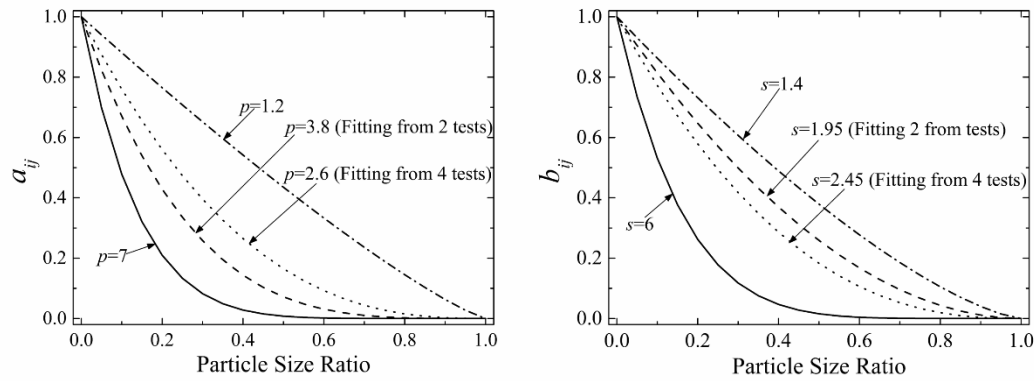 1.0
0.8
0.6
0.4
0.2
0.0
a_ij
p=1.2
p=3.8 (Fitting from 2 tests)
p=2.6 (Fitting from 4 tests)
p=7
0.0 0.2 0.4 0.6 0.8 1.0
Particle Size Ratio
1.0
0.8
0.6
0.4
0.2
0.0
b_ij
s=1.4
s=1.95 (Fitting 2 from tests)
s=2.45 (Fitting from 4 tests)
s=6
0.0 0.2 0.4 0.6 0.8 1.0
Particle Size Ratio